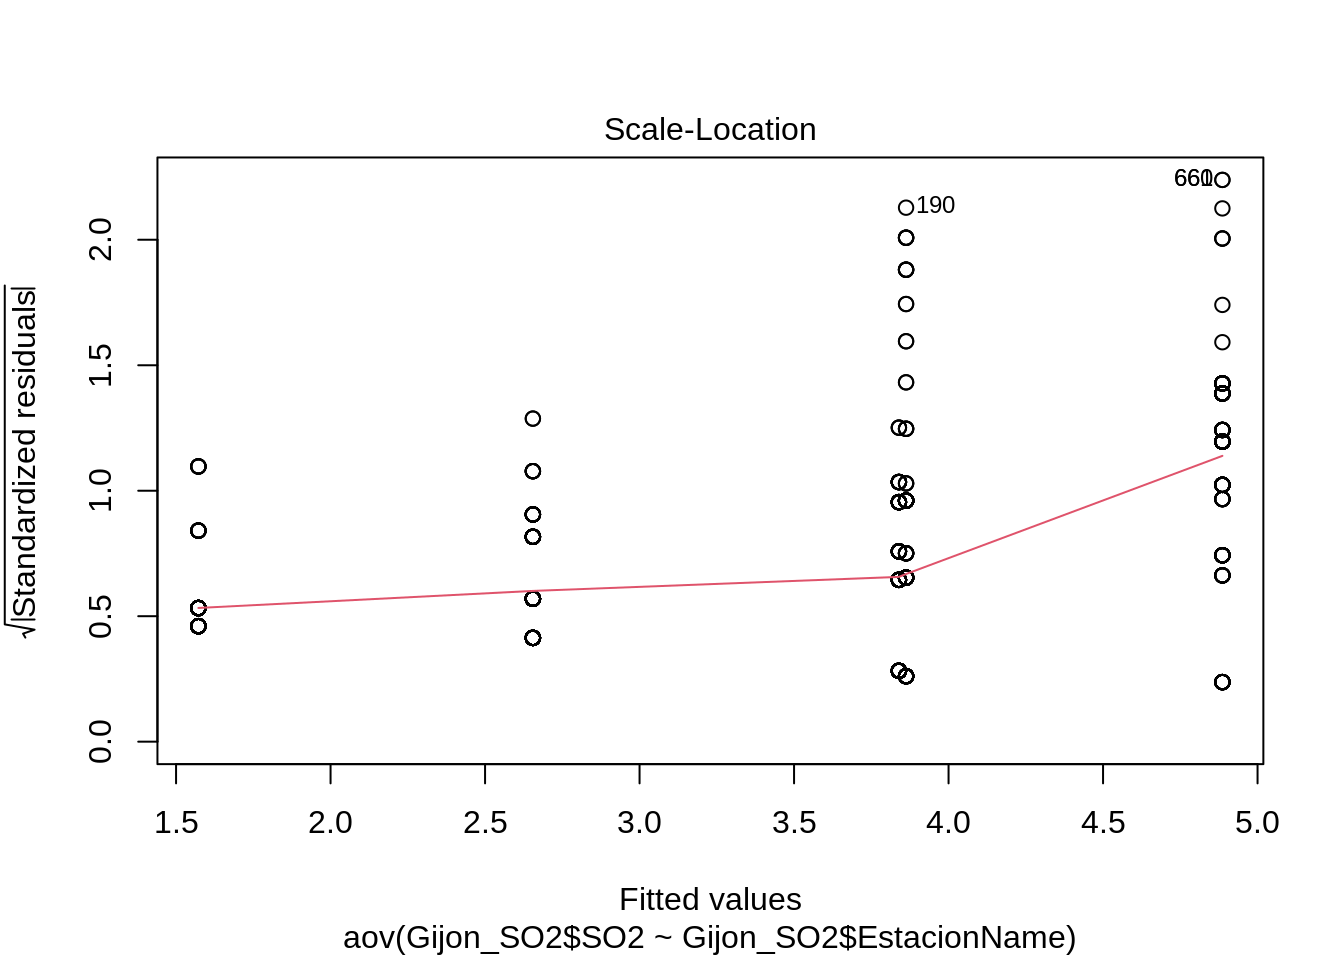 Scale-Location
√|Standardized residuals|
2.0
1.5
1.0
0.5
0.0
190
1.5 2.0 2.5 3.0 3.5 4.0 4.5 5.0
Fitted values
aov(Gijon_SO2$SO2 ~ Gijon_SO2$EstacionName)